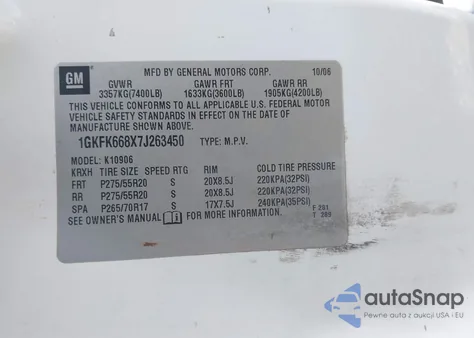 GM
MFD BY GENERAL MOTORS CORP. 10/06
GVWR GAWR FRT GAWR RR
3357KG(7400LB) 1633KG(3600LB) 1905KG(4200LB)
THIS VEHICLE CONFORMS TO ALL APPLICABLE U.S. FEDERAL MOTOR
VEHICLE SAFETY STANDARDS IN EFFECT ON THE DATE OF
MANUFACTURE SHOWN ABOVE.
1GKFK668X7J263450 TYPE: M.P.V.
MODEL: K10906
KRXH TIRE SIZE SPEED RTG RIM COLD TIRE PRESSURE
FRT P275/55R20 S 20X8.5J 220KPA(32PSI)
RR P275/55R20 S 20X8.5J 220KPA(32PSI)
SPA P265/70R17 S 17X7.5J 240KPA(35PSI)
SEE OWNER'S MANUAL FOR MORE INFORMATION.
F 281
T 289
autoSnap
Pewne auta z aukcji USA i EU